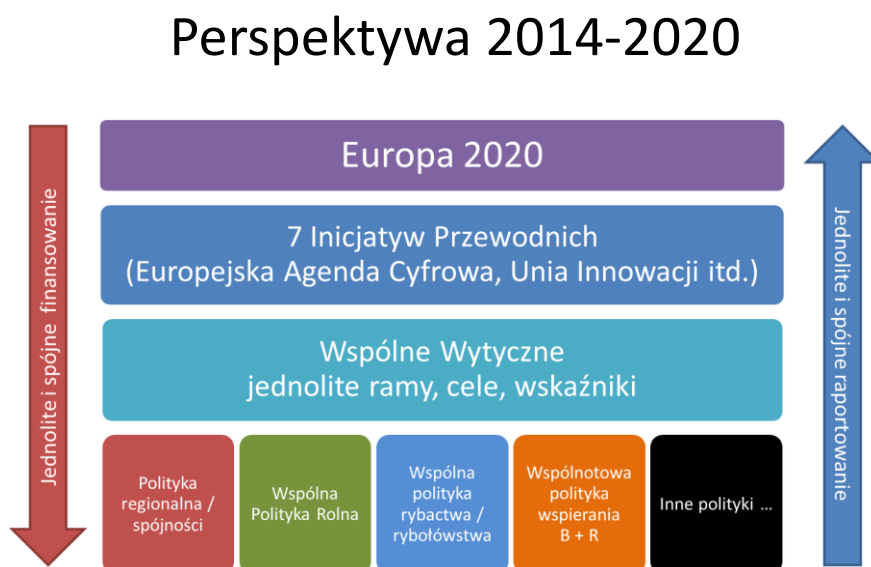 Perspektywa 2014-2020
Jednolite i spójne finansowanie
Europa 2020
7 Inicjatyw Przewodnich
(Europejska Agenda Cyfrowa, Unia Innowacji itd.)
Wspólne Wytyczne
jednolite ramy, cele, wskaźniki
Polityka
regionalna /
spójności
Wspólna
Polityka Rolna
Wspólna
polityka
rybactwa /
rybołówstwa
Wspólnotowa
polityka
wspierania
B + R
Inne polityki ...
Jednolite i spójne raportowanie